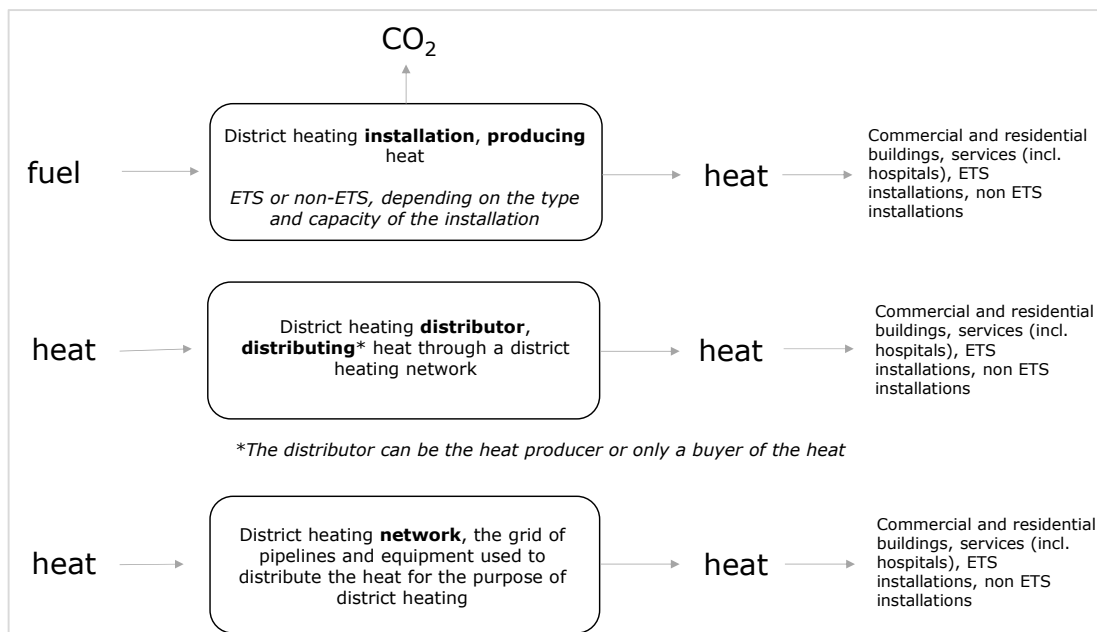 CO2
fuel
District heating installation, producing
heat
ETS or non-ETS, depending on the type
and capacity of the installation
heat
Commercial and residential
buildings, services (incl.
hospitals), ETS
installations, non ETS
installations
heat
District heating distributor,
distributing* heat through a district
heating network
heat
Commercial and residential
buildings, services (incl.
hospitals), ETS
installations, non ETS
installations
*The distributor can be the heat producer or only a buyer of the heat
heat
District heating network, the grid of
pipelines and equipment used to
distribute the heat for the purpose of
district heating
heat
Commercial and residential
buildings, services (incl.
hospitals), ETS
installations, non ETS
installations